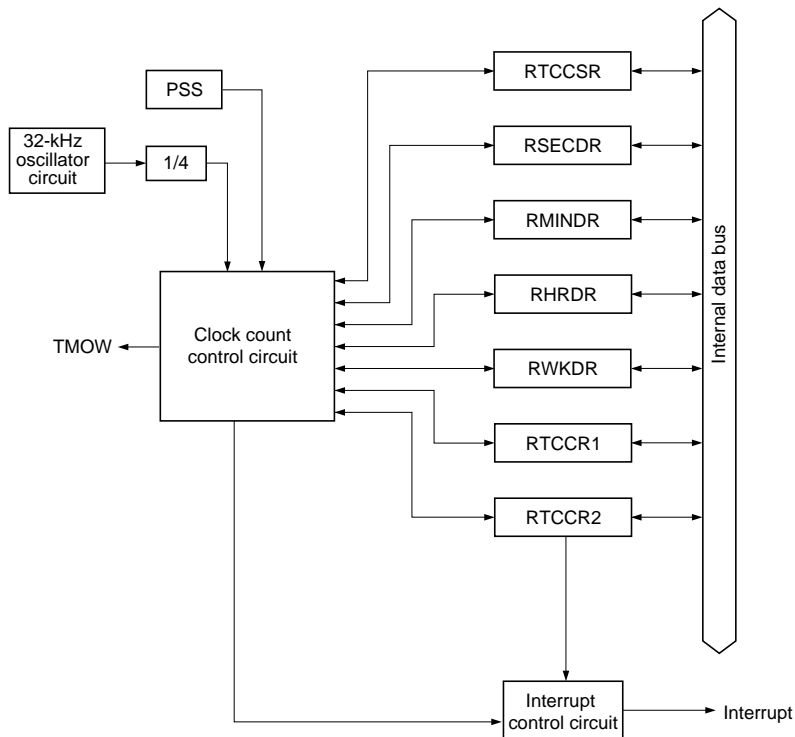 RTCCSR
PSS
32-kHz
oscillator
circuit
1/4
RSECDR
RMINDR
Internal data bus
RHRDR
Clock count
control circuit
TMOW
RWKDR
RTCCR1
RTCCR2
Interrupt
control circuit
Interrupt